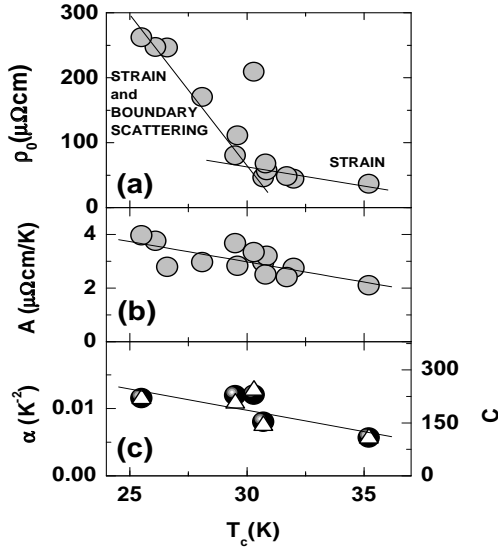 300
200
100
0
ρ0(μΩcm)
STRAIN
and
BOUNDARY
SCATTERING
STRAIN
(a)
4
2
0
A (μΩcm/K)
(b)
0.01
0.00
α (K-2)
(c)
300
150
0
C
25
30
35
Tc(K)